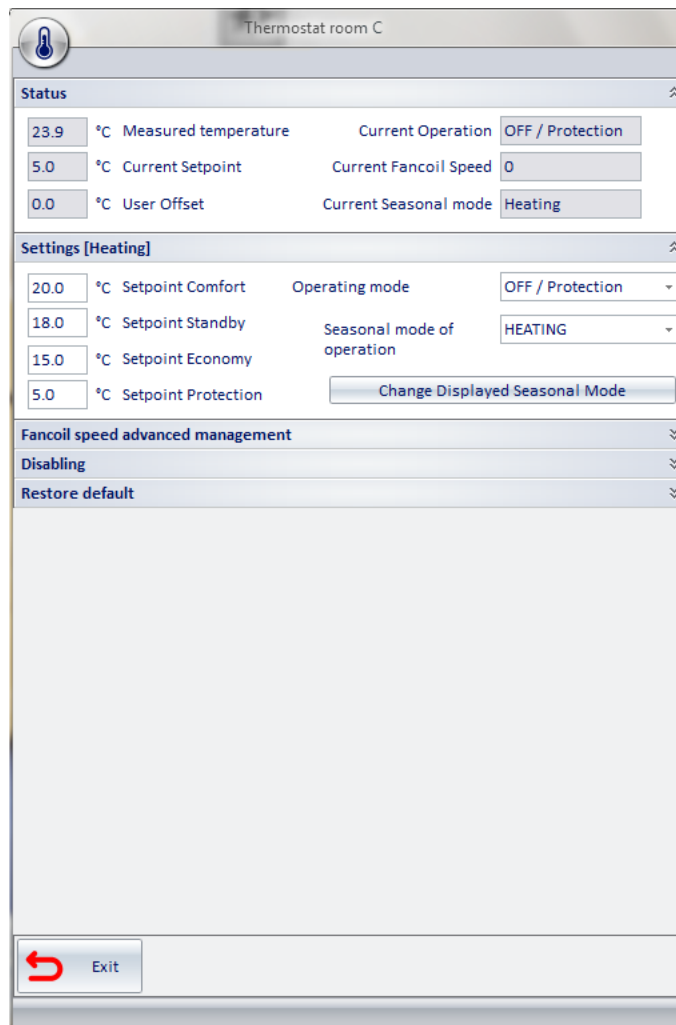 Thermostat room C
Status
23.9 °C Measured temperature Current Operation OFF / Protection
5.0 °C Current Setpoint Current Fancoil Speed 0
0.0 °C User Offset Current Seasonal mode Heating
Settings [Heating]
20.0 °C Setpoint Comfort Operating mode OFF / Protection
18.0 °C Setpoint Standby Seasonal mode of HEATING
operation
15.0 °C Setpoint Economy
5.0 °C Setpoint Protection Change Displayed Seasonal Mode
Fancoil speed advanced management
Disabling
Restore default
Exit